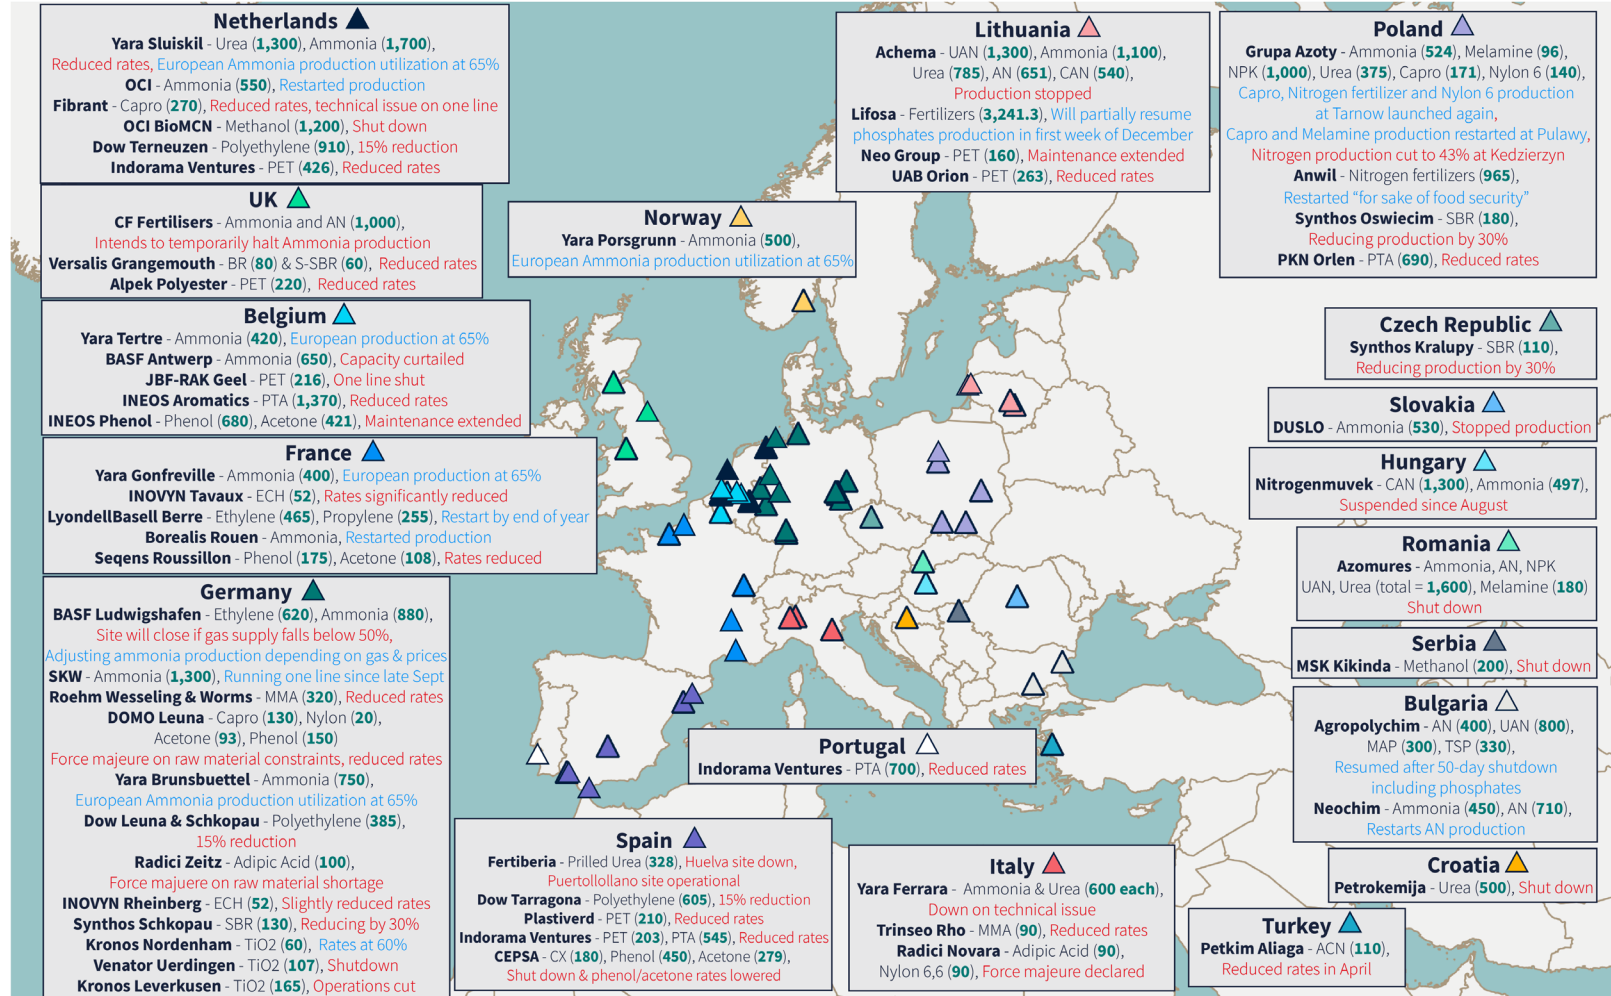 Netherlands
Yara Sluiskil - Urea (1,300), Ammonia (1,700),
Reduced rates, European Ammonia production utilization at 65%
OCI - Ammonia (550), Restarted production
Fibrant - Capro (270), Reduced rates, technical issue on one line
OCI BioMCN - Methanol (1,200), Shut down
Dow Terneuzen - Polyethylene (910), 15% reduction
Indorama Ventures - PET (426), Reduced rates
UK
CF Fertilisers - Ammonia and AN (1,000),
Intends to temporarily halt Ammonia production
Versalis Grangemouth - BR (80) & S-SBR (60), Reduced rates
Alpek Polyester - PET (220), Reduced rates
Belgium
Yara Tertre - Ammonia (420), European production at 65%
BASF Antwerp - Ammonia (650), Capacity curtailed
JBF-RAK Geel - PET (216), One line shut
INEOS Aromatics - PTA (1,370), Reduced rates
INEOS Phenol - Phenol (680), Acetone (421), Maintenance extended
France
Yara Gonfreville - Ammonia (400), European production at 65%
INOVYN Tavaux - ECH (52), Rates significantly reduced
LyondellBasell Berre - Ethylene (465), Propylene (255), Restart by end of year
Borealis Rouen - Ammonia, Restarted production
Seqens Roussillon - Phenol (175), Acetone (108), Rates reduced
Germany
BASF Ludwigshafen - Ethylene (620), Ammonia (880),
Site will close if gas supply falls below 50%,
Adjusting ammonia production depending on gas & prices
SKW - Ammonia (1,300), Running one line since late Sept
Roehm Wesseling & Worms - MMA (320), Reduced rates
DOMO Leuna - Capro (130), Nylon (20),
Acetone (93), Phenol (150)
Force majeure on raw material constraints, reduced rates
Yara Brunsbuettel - Ammonia (750),
European Ammonia production utilization at 65%
Dow Leuna & Schkopau - Polyethylene (385),
15% reduction
Radici Zeitz - Adipic Acid (100),
Force majuere on raw material shortage
INOVYN Rheinberg - ECH (52), Slightly reduced rates
Synthos Schkopau - SBR (130), Reducing by 30%
Kronos Nordenham - TiO2 (60), Rates at 60%
Venator Uerdingen - TiO2 (107), Shutdown
Kronos Leverkusen - TiO2 (165), Operations cut
Norway
Yara Porsgrunn - Ammonia (500),
European Ammonia production utilization at 65%
Lithuania
Achema - UAN (1,300), Ammonia (1,100),
Urea (785), AN (651), CAN (540),
Production stopped
Lifosa - Fertilizers (3,241.3), Will partially resume
phosphates production in first week of December
Neo Group - PET (160), Maintenance extended
UAB Orion - PET (263), Reduced rates
Poland
Grupa Azoty - Ammonia (524), Melamine (96),
NPK (1,000), Urea (375), Capro (171), Nylon 6 (140),
Capro, Nitrogen fertilizer and Nylon 6 production
at Tarnow launched again,
Capro and Melamine production restarted at Pulawy,
Nitrogen production cut to 43% at Kedzierzyn
Anwil - Nitrogen fertilizers (965),
Restarted “for sake of food security”
Synthos Oswiecim - SBR (180),
Reducing production by 30%
PKN Orlen - PTA (690), Reduced rates
Czech Republic
Synthos Kralupy - SBR (110),
Reducing production by 30%
Slovakia
DUSLO - Ammonia (530), Stopped production
Hungary
Nitrogenmuvek - CAN (1,300), Ammonia (497),
Suspended since August
Romania
Azomures - Ammonia, AN, NPK
UAN, Urea (total = 1,600), Melamine (180)
Shut down
Serbia
MSK Kikinda - Methanol (200), Shut down
Bulgaria
Agropolychim - AN (400), UAN (800),
MAP (300), TSP (330),
Resumed after 50-day shutdown
including phosphates
Neochim - Ammonia (450), AN (710),
Restarts AN production
Croatia
Petrokemija - Urea (500), Shut down
Turkey
Petkim Aliaga - ACN (110),
Reduced rates in April
Portugal
Indorama Ventures - PTA (700), Reduced rates
Spain
Fertiberia - Prilled Urea (328), Huelva site down,
Puertollolano site operational
Dow Tarragona - Polyethylene (605), 15% reduction
Plastiverd - PET (210), Reduced rates
Indorama Ventures - PET (203), PTA (545), Reduced rates
CEPSA - CX (180), Phenol (450), Acetone (279),
Shut down & phenol/acetone rates lowered
Italy
Yara Ferrara - Ammonia & Urea (600 each),
Down on technical issue
Trinseo Rho - MMA (90), Reduced rates
Radici Novara - Adipic Acid (90),
Nylon 6,6 (90), Force majeure declared